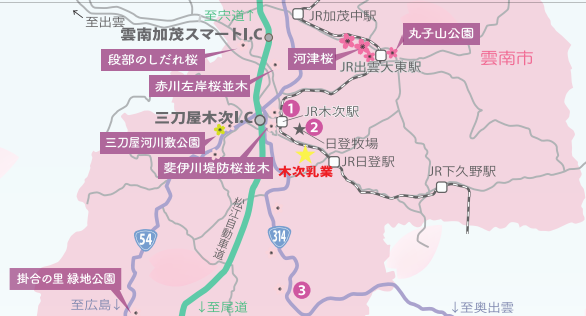 至宍道↑
JR加茂中駅
至出雲
雲南加茂スマートI.C
丸子山公園
段部のしだれ桜
河津桜
JR出雲大東駅
雲南市
赤川左岸桜並木
1
JR木次駅
三刀屋木次I.C
2
日登牧場
三刀屋河川敷公園
斐伊川堤防桜並木
木次乳業
JR日登駅
JR下久野駅
松江自動車道
54
314
掛合の里 緑地公園
3
至広島↓
↓至尾道
↓至奥出雲